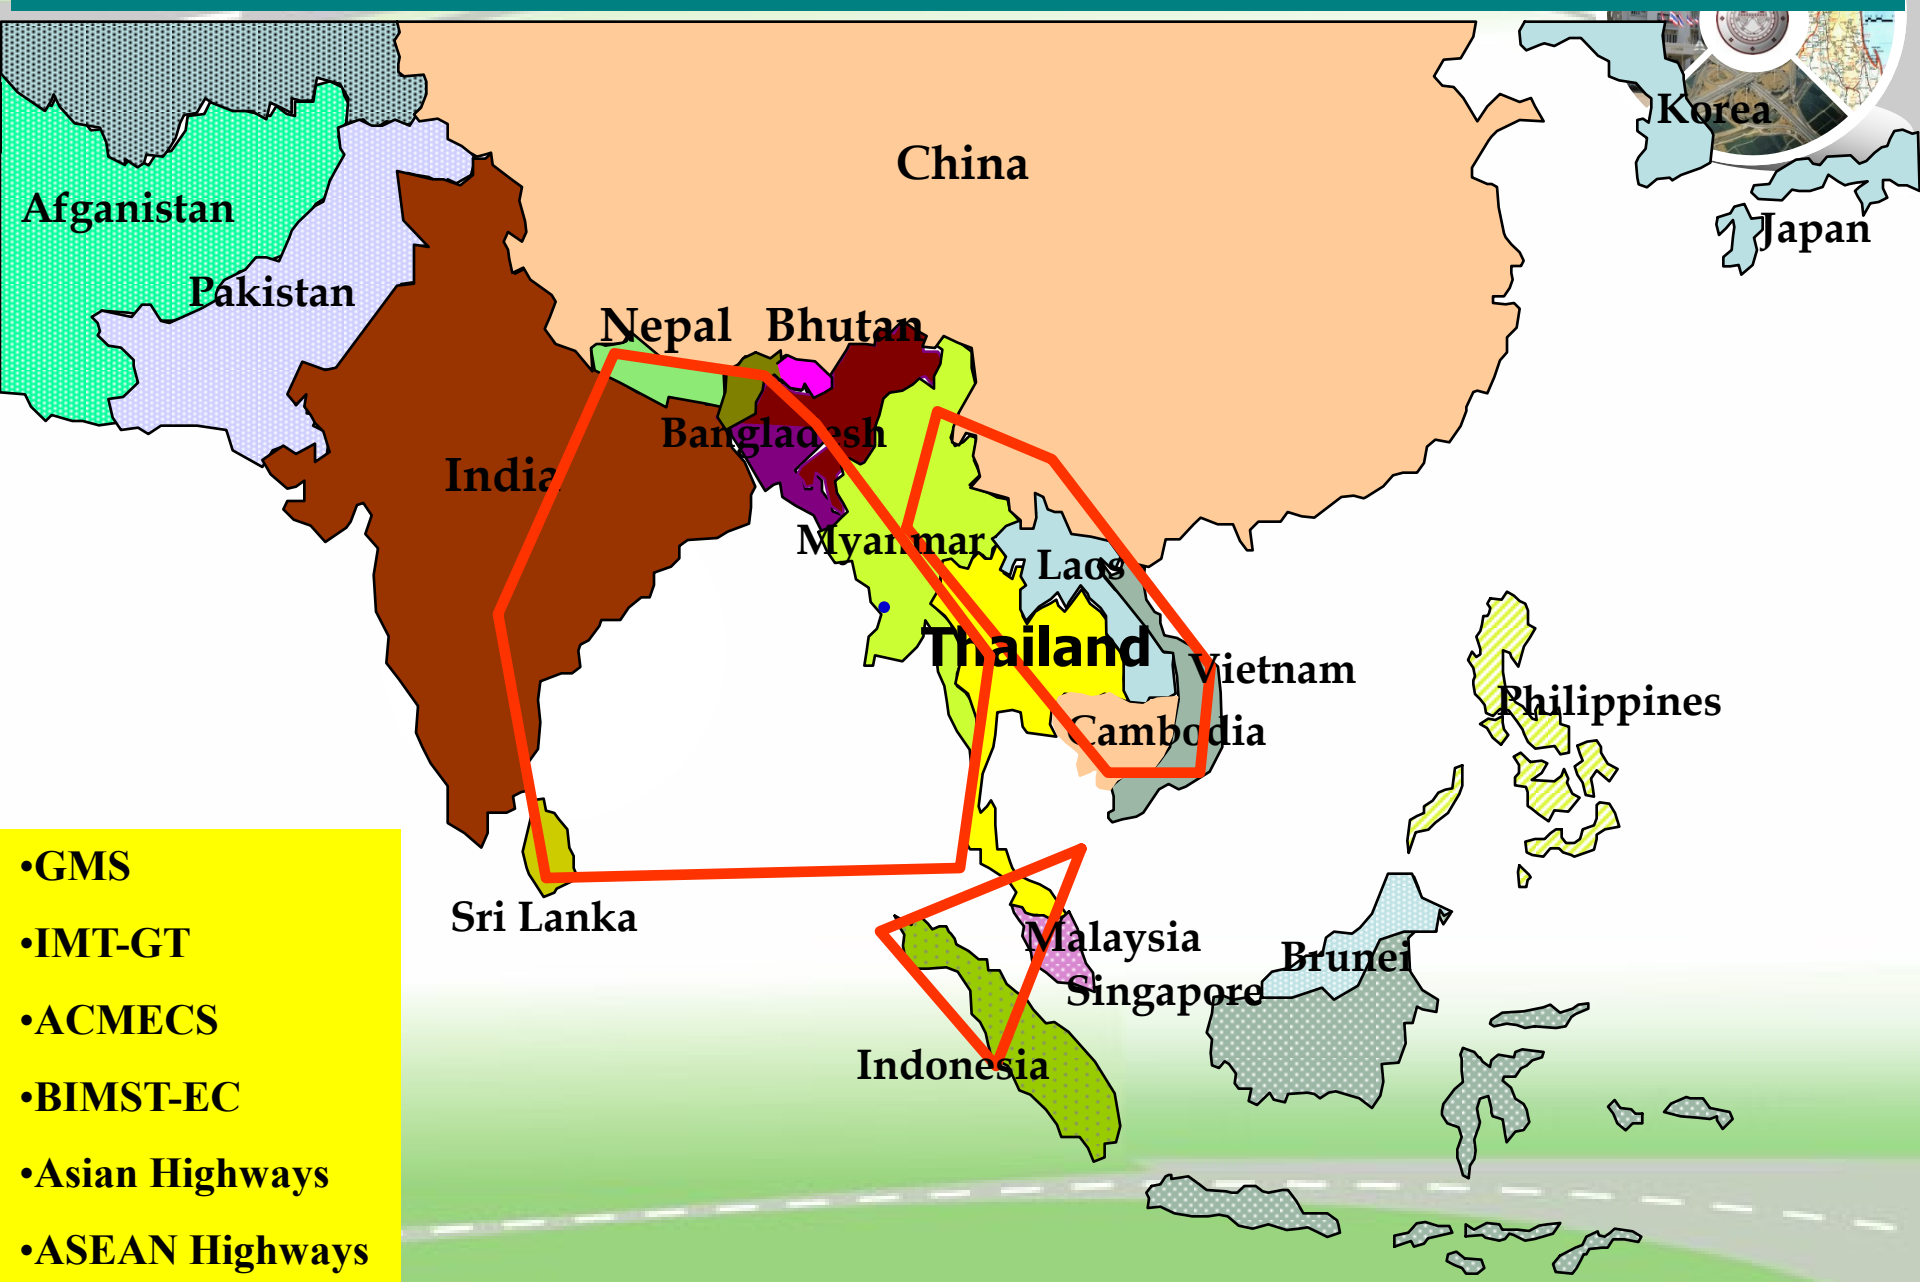 Korea
China
Afganistan
Japan
Pakistan
Nepal
Bhutan
Bangladesh
India
Myanmar
Laos
Thailand
Vietnam
Philippines
Cambodia
Sri Lanka
Malaysia
Brunei
Singapore
Indonesia
•GMS
•IMT-GT
•ACMECS
•BIMST-EC
•Asian Highways
•ASEAN Highways